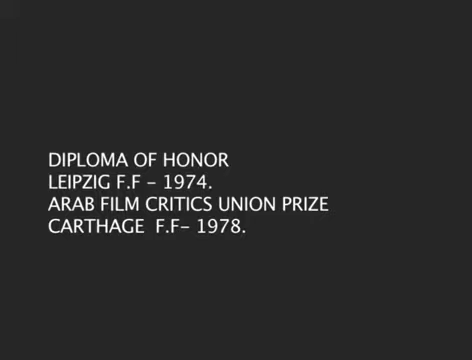 DIPLOMA OF HONOR
LEIPZIG F.F – 1974.
ARAB FILM CRITICS UNION PRIZE
CARTHAGE F.F– 1978.